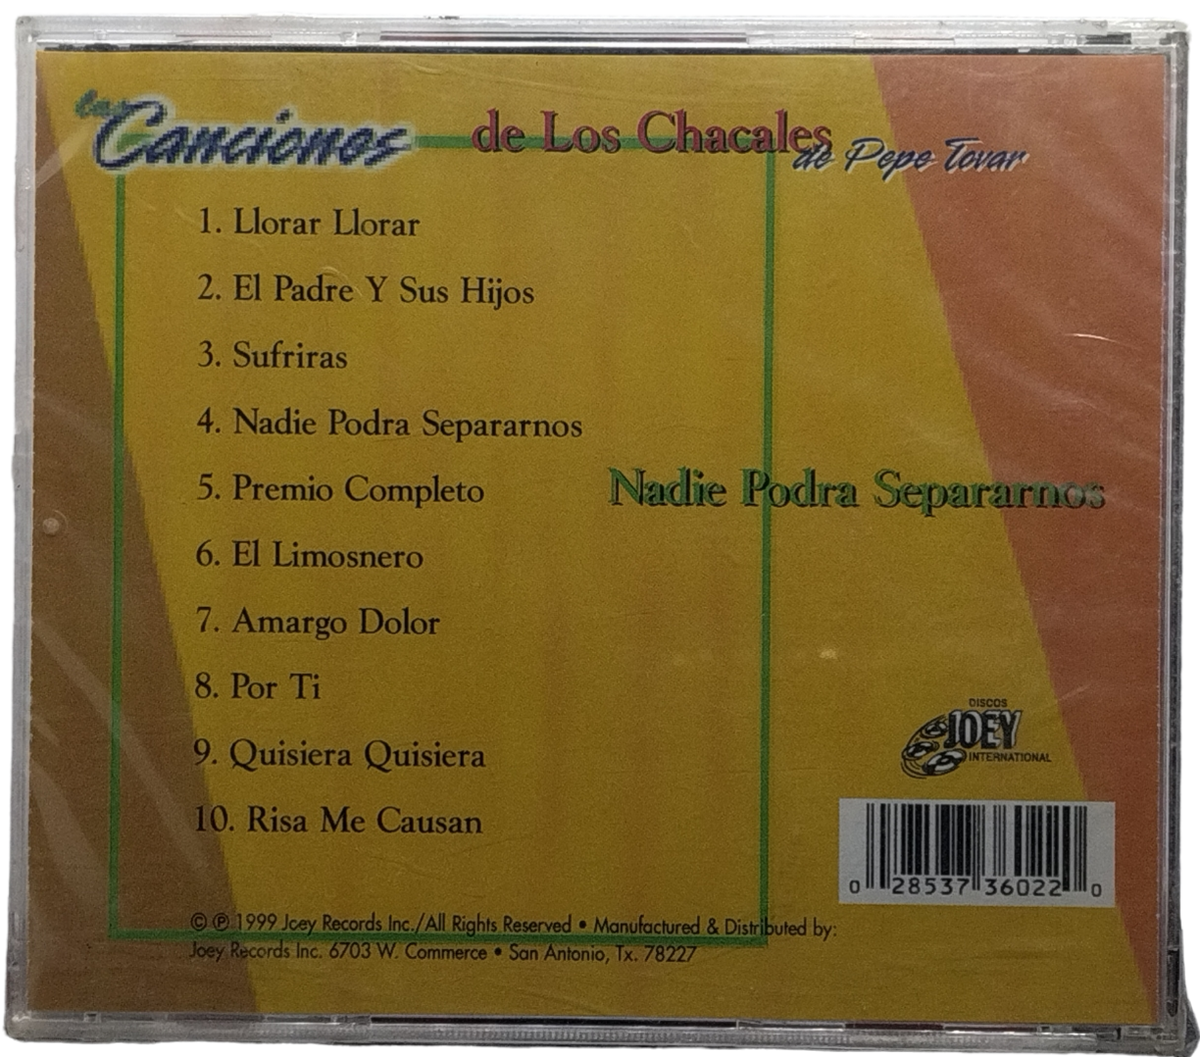 Las Canciones de Los Chacales
de Pepe Tovar
1. Llorar Llorar
2. El Padre Y Sus Hijos
3. Sufriras
4. Nadie Podra Separarnos
5. Premio Completo
Nadie Podra Separarnos
6. El Limosnero
7. Amargo Dolor
8. Por Ti
9. Quisiera Quisiera
10. Risa Me Causan
DISCOS
JOEY
INTERNATIONAL
0 28537 36022 0
© ℗ 1999 Joey Records Inc./All Rights Reserved • Manufactured & Distributed by:
Joey Records Inc. 6703 W. Commerce • San Antonio, Tx. 78227